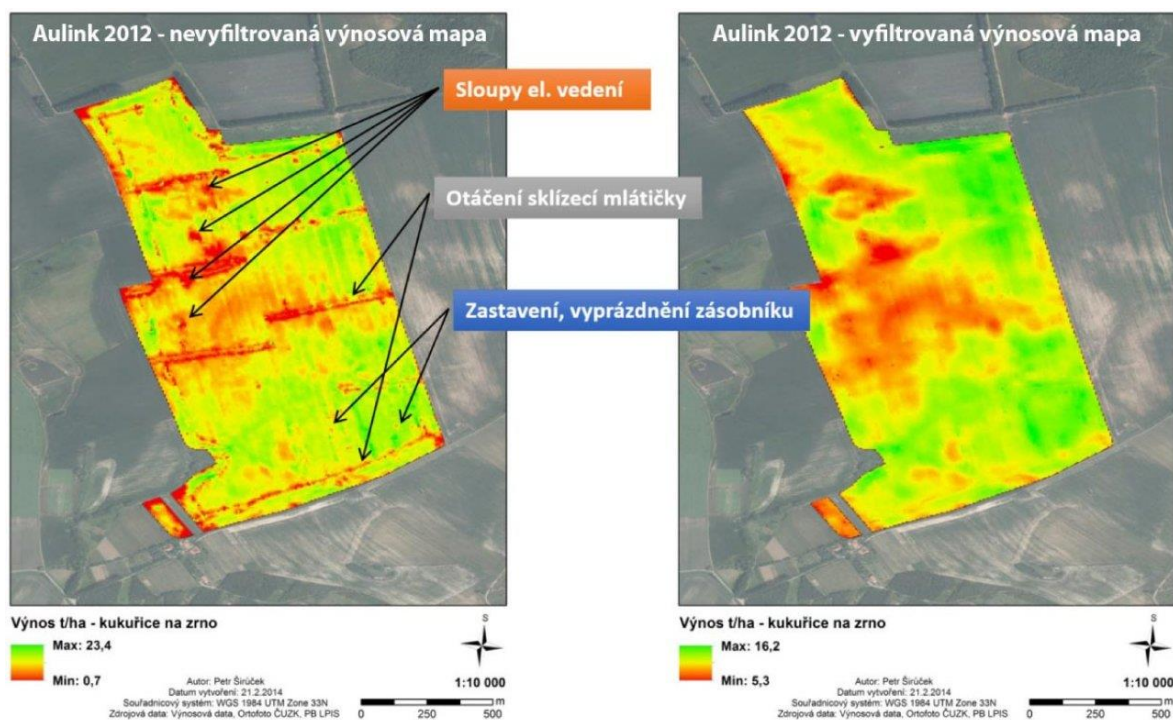 Aulink 2012 - nevyfiltrovaná výnosová mapa
Sloupy el. vedení
Otáčení sklízecí mlátičky
Zastavení, vyprázdnění zásobníku
Výnos t/ha - kukuřice na zrno
Max: 23,4
Min: 0,7
S
Autor: Petr Širůček
Datum vytvoření: 21.2.2014
Souřadnicový systém: WGS 1984 UTM Zone 33N
Zdrojová data: Výnosová data, Ortofoto ČUZK, PB LPIS
1:10 000
m
0 250 500
Aulink 2012 - vyfiltrovaná výnosová mapa
Výnos t/ha - kukuřice na zrno
Max: 16,2
Min: 5,3
S
Autor: Petr Širůček
Datum vytvoření: 21.2.2014
Souřadnicový systém: WGS 1984 UTM Zone 33N
Zdrojová data: Výnosová data, Ortofoto ČUZK, PB LPIS
1:10 000
m
0 250 500